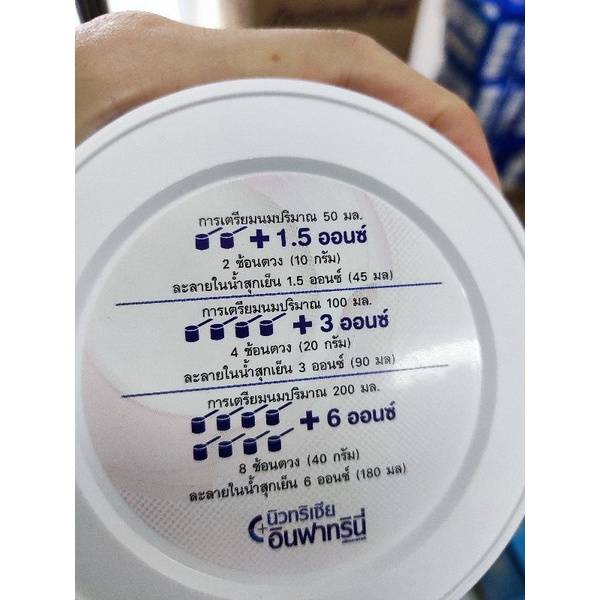 การเตรียมนมปริมาณ 50 มล.
+ 1.5 ออนซ์
2 ช้อนตวง (10 กรัม)
ละลายในน้ำสุกเย็น 1.5 ออนซ์ (45 มล)
การเตรียมนมปริมาณ 100 มล.
+ 3 ออนซ์
4 ช้อนตวง (20 กรัม)
ละลายในน้ำสุกเย็น 3 ออนซ์ (90 มล)
การเตรียมนมปริมาณ 200 มล.
+ 6 ออนซ์
8 ช้อนตวง (40 กรัม)
ละลายในน้ำสุกเย็น 6 ออนซ์ (180 มล)
นิวทริเชีย
อินฟาทรินี่